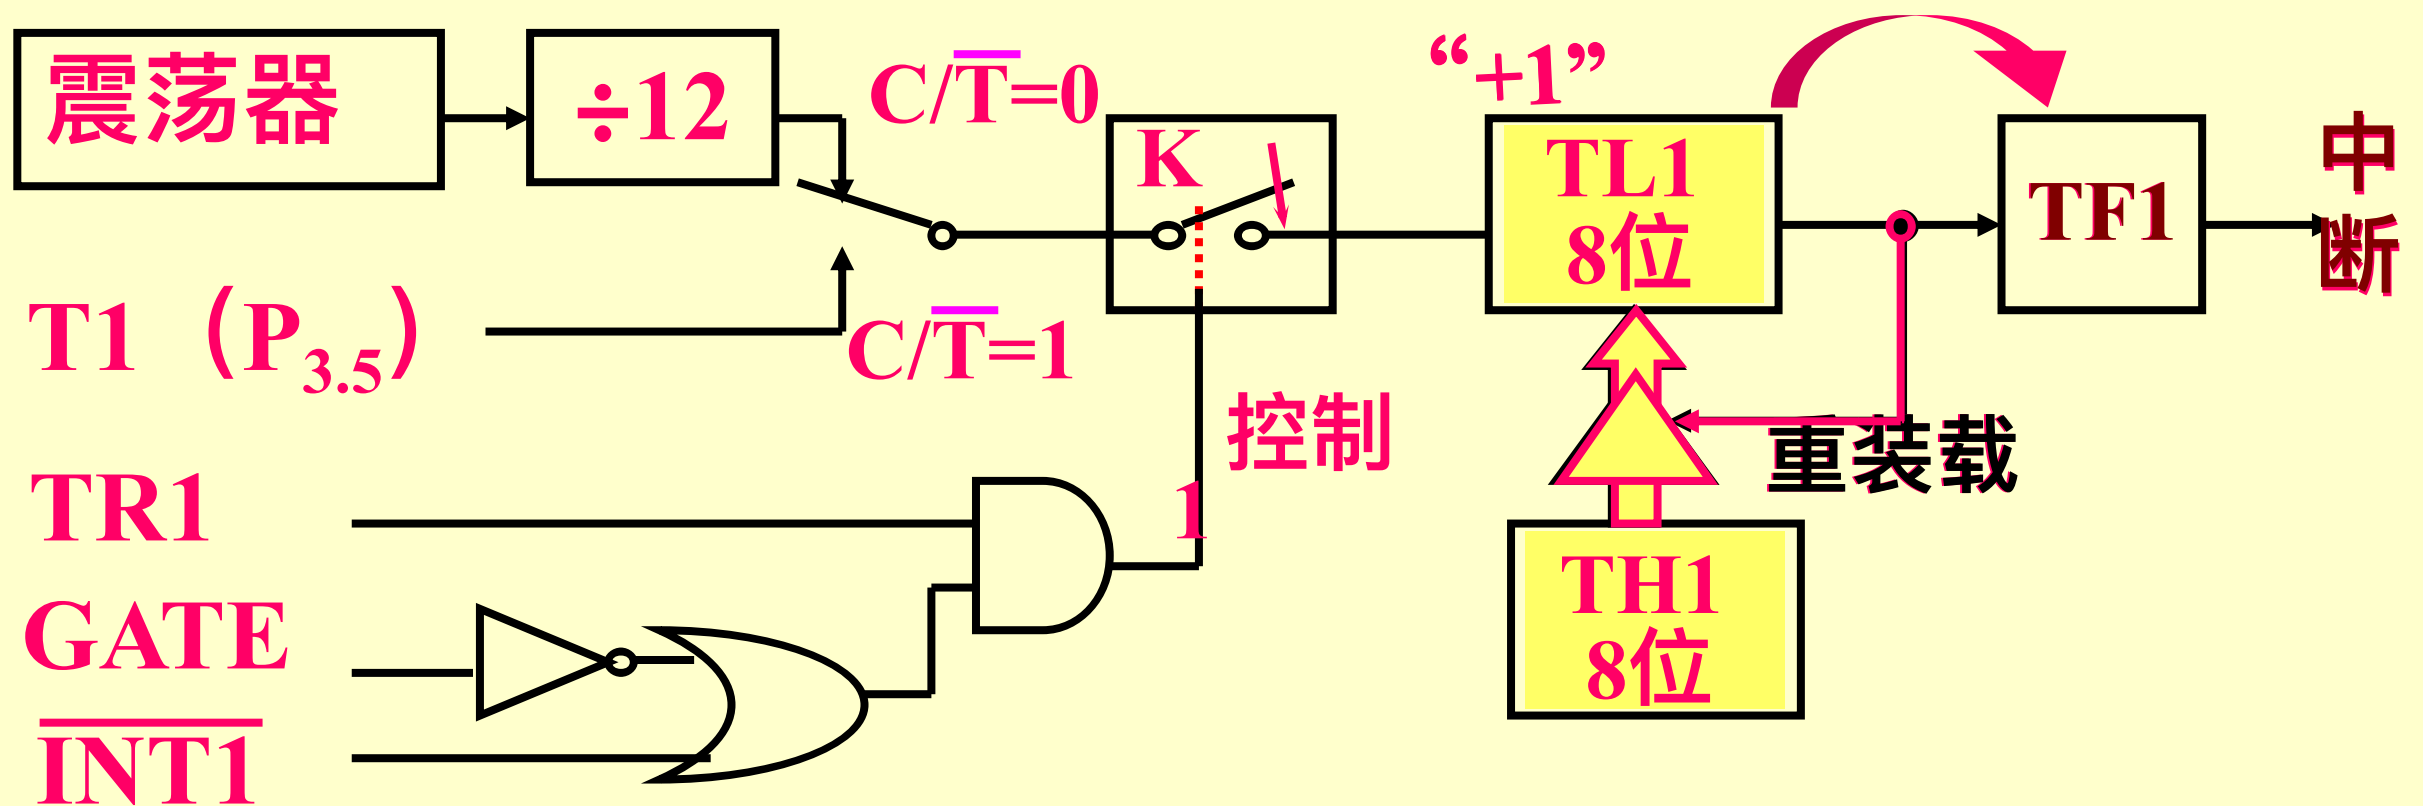 震荡器
÷12
C/T̅=0
K
“+1”
TL1
8位
TF1
中断
T1（P3.5）
C/T̅=1
控制
1
重装载
TR1
TH1
8位
GATE
I̅N̅T̅1̅